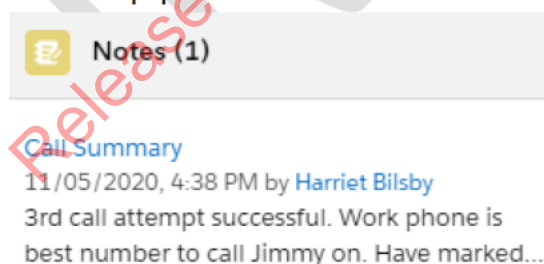 Notes (1)
Release
Call Summary
11/05/2020, 4:38 PM by Harriet Bilsby
3rd call attempt successful. Work phone is
best number to call Jimmy on. Have marked...